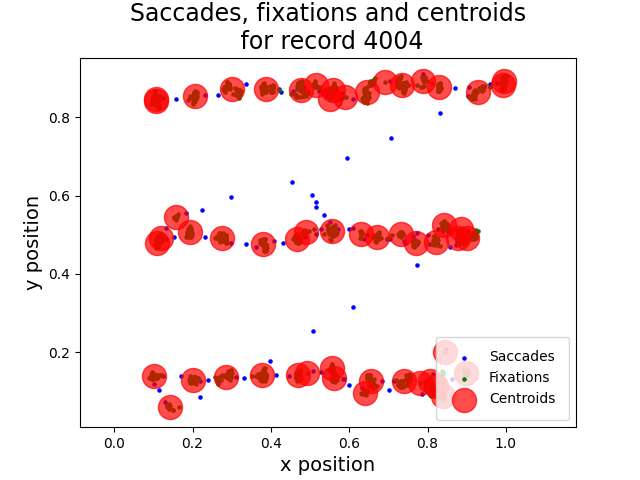 Saccades, fixations and centroids
for record 4004
y position
0.8
0.6
0.4
0.2
0.0
0.2
0.4
0.6
0.8
1.0
x position
Saccades
Fixations
Centroids